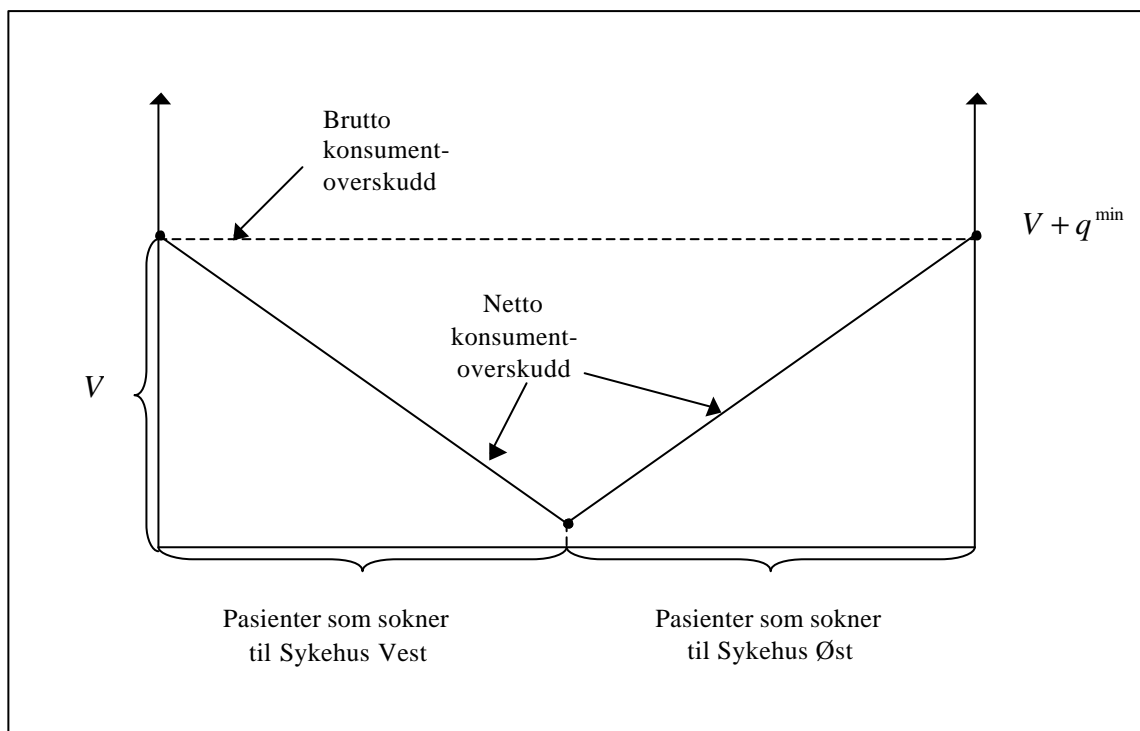 Brutto
konsument-
overskudd
V + q^min
Netto
konsument-
overskudd
V
Pasienter som sokner
til Sykehus Vest
Pasienter som sokner
til Sykehus Øst